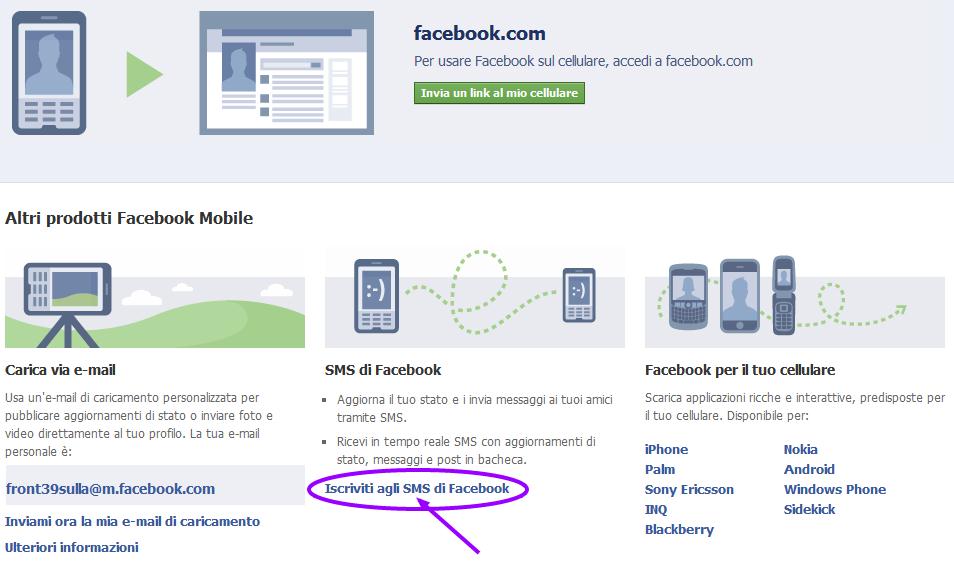 facebook.com
Per usare Facebook sul cellulare, accedi a facebook.com
Invia un link al mio cellulare
Altri prodotti Facebook Mobile
Carica via e-mail
Usa un'e-mail di caricamento personalizzata per
pubblicare aggiornamenti di stato o inviare foto e
video direttamente al tuo profilo. La tua e-mail
personale è:
front39sulla@m.facebook.com
Inviami ora la mia e-mail di caricamento
Ulteriori informazioni
:-)
:-)
SMS di Facebook
Aggiorna il tuo stato e i invia messaggi ai tuoi amici
tramite SMS.
Ricevi in tempo reale SMS con aggiornamenti di
stato, messaggi e post in bacheca.
Iscriviti agli SMS di Facebook
Facebook per il tuo cellulare
Scarica applicazioni ricche e interattive, predisposte per
il tuo cellulare. Disponibile per:
iPhone
Palm
Sony Ericsson
INQ
Blackberry
Nokia
Android
Windows Phone
Sidekick